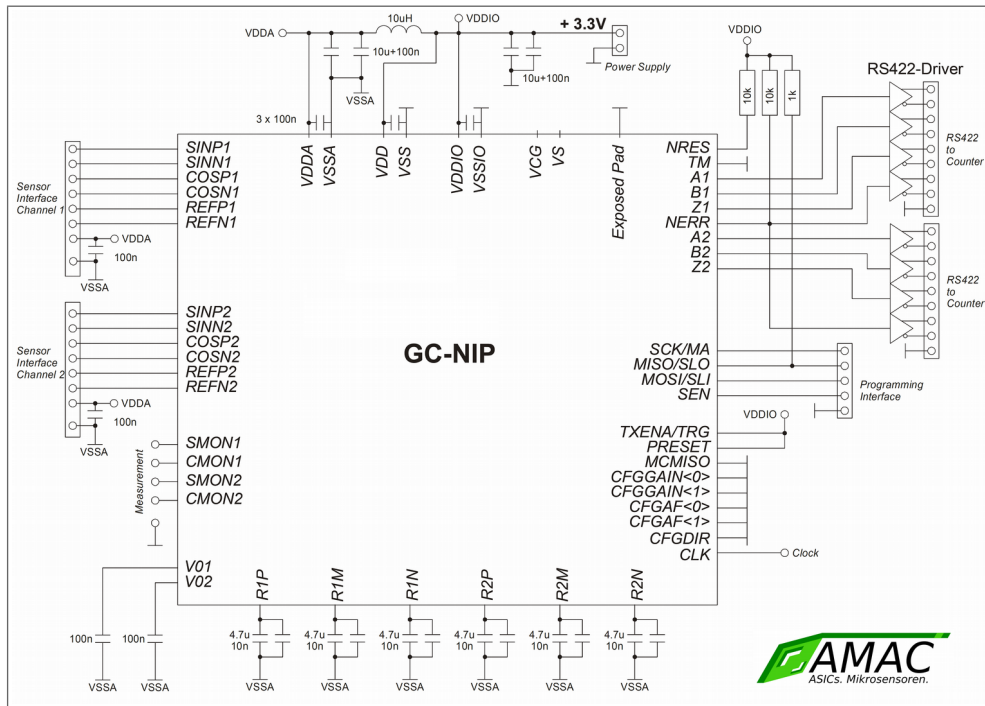 VDDA
10uH
VDDIO
+ 3.3V
10u+100n
VSSA
10u+100n
Power Supply
3 x 100n
VDDA
VSSA
VDD
VSS
VDDIO
VSSIO
VCG
VS
Exposed Pad
VDDIO
10k
10k
1k
RS422-Driver
RS422
to
Counter
RS422
to
Counter
Sensor
Interface
Channel 1
VDDA
100n
VSSA
SINP1
SINN1
COSP1
COSN1
REFP1
REFN1
Sensor
Interface
Channel 2
VDDA
100n
VSSA
SINP2
SINN2
COSP2
COSN2
REFP2
REFN2
Measurement
SMON1
CMON1
SMON2
CMON2
V01
V02
100n
100n
VSSA
VSSA
GC-NIP
NRES
TM
A1
B1
Z1
NERR
A2
B2
Z2
SCK/MA
MISO/SLO
MOSI/SLI
SEN
Programming
Interface
VDDIO
TXENA/TRG
PRESET
MCMISO
CFGGAIN<0>
CFGGAIN<1>
CFGAF<0>
CFGAF<1>
CFGDIR
CLK
Clock
R1P
R1M
R1N
R2P
R2M
R2N
4.7u
10n
4.7u
10n
4.7u
10n
4.7u
10n
4.7u
10n
4.7u
10n
VSSA
VSSA
VSSA
VSSA
VSSA
VSSA
AMAC
ASICs. Mikrosensoren.